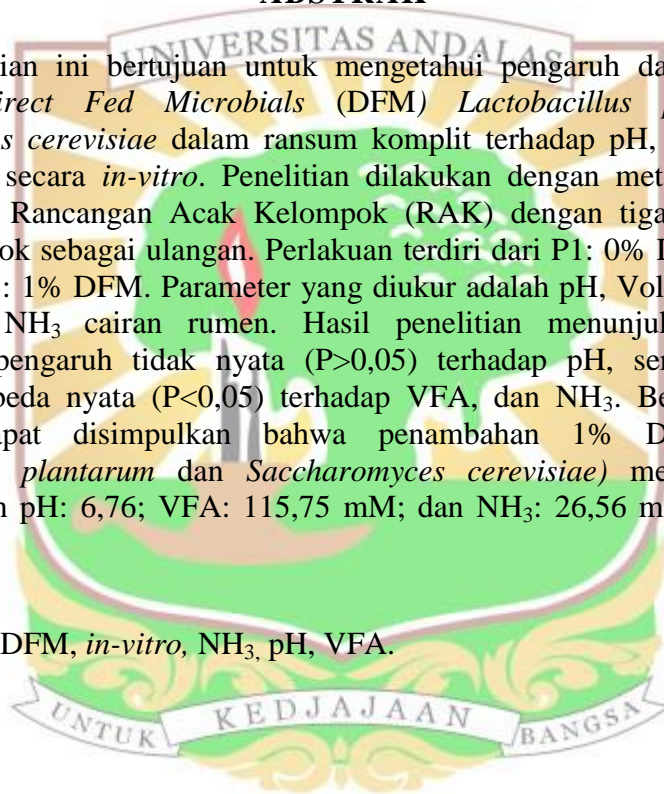 ABSTRAK
UNIVERSITAS ANDALAS
ian ini bertujuan untuk mengetahui pengaruh da
irect Fed Microbials (DFM) Lactobacillus p
s cerevisiae dalam ransum komplit terhadap pH,
secara in-vitro. Penelitian dilakukan dengan met
Rancangan Acak Kelompok (RAK) dengan tiga
ok sebagai ulangan. Perlakuan terdiri dari P1: 0% D
: 1% DFM. Parameter yang diukur adalah pH, Vol
NH₃ cairan rumen. Hasil penelitian menunjuk
pengaruh tidak nyata (P>0,05) terhadap pH, se
peda nyata (P<0,05) terhadap VFA, dan NH₃. Be
apat disimpulkan bahwa penambahan 1% D
plantarum dan Saccharomyces cerevisiae) me
n pH: 6,76; VFA: 115,75 mM; dan NH₃: 26,56 m
DFM, in-vitro, NH₃, pH, VFA.
UNTUK KEDJAJAAN BANGSA